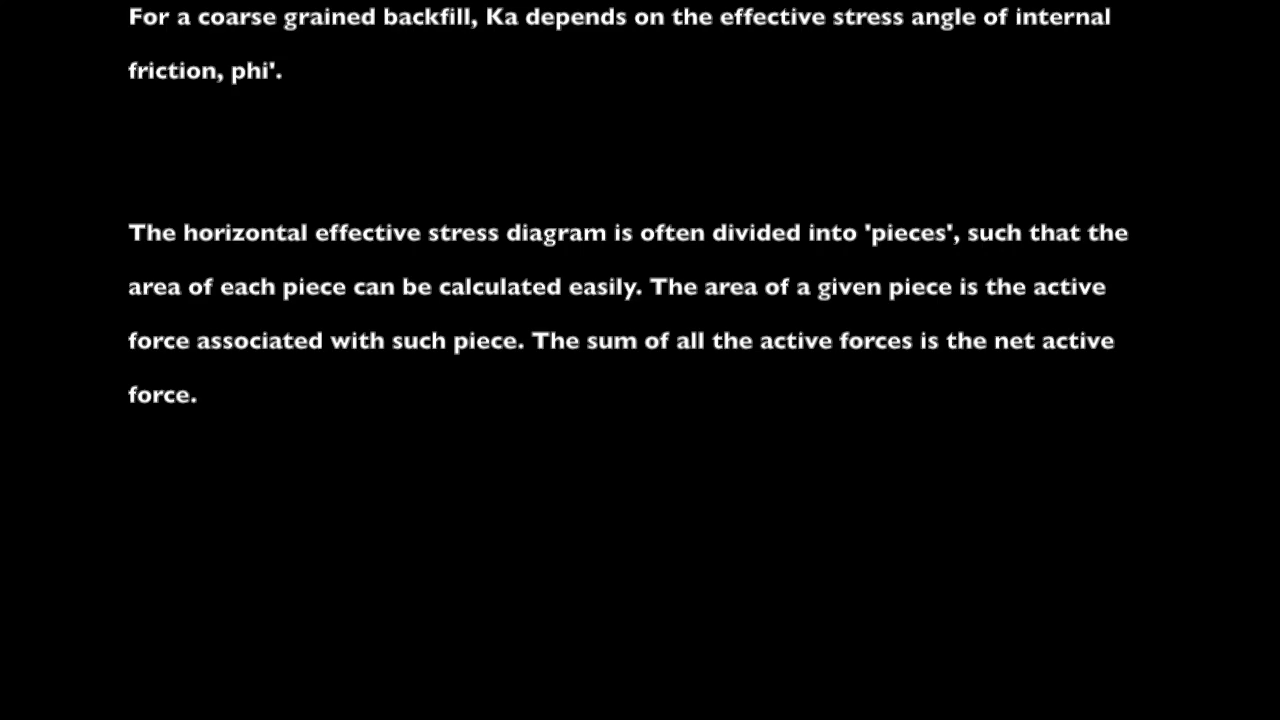 For a coarse grained backfill, Ka depends on the effective stress angle of internal
friction, phi'.
The horizontal effective stress diagram is often divided into 'pieces', such that the
area of each piece can be calculated easily. The area of a given piece is the active
force associated with such piece. The sum of all the active forces is the net active
force.